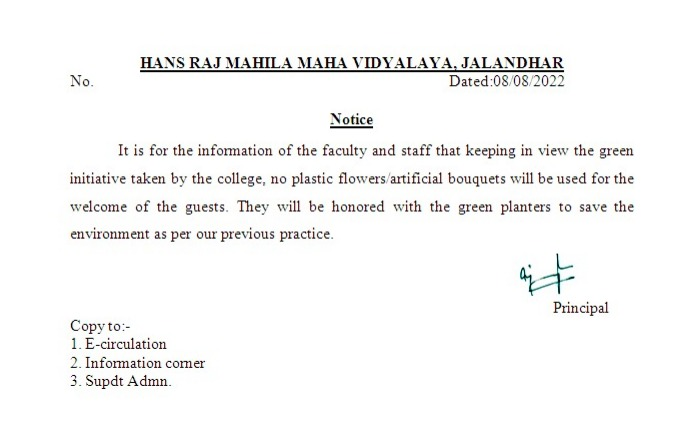 HANS RAJ MAHILA MAHA VIDYALAYA, JALANDHAR
No. Dated:08/08/2022
Notice
It is for the information of the faculty and staff that keeping in view the green
initiative taken by the college, no plastic flowers/artificial bouquets will be used for the
welcome of the guests. They will be honored with the green planters to save the
environment as per our previous practice.
Principal
Copy to:-
1. E-circulation
2. Information corner
3. Supdt Admn.